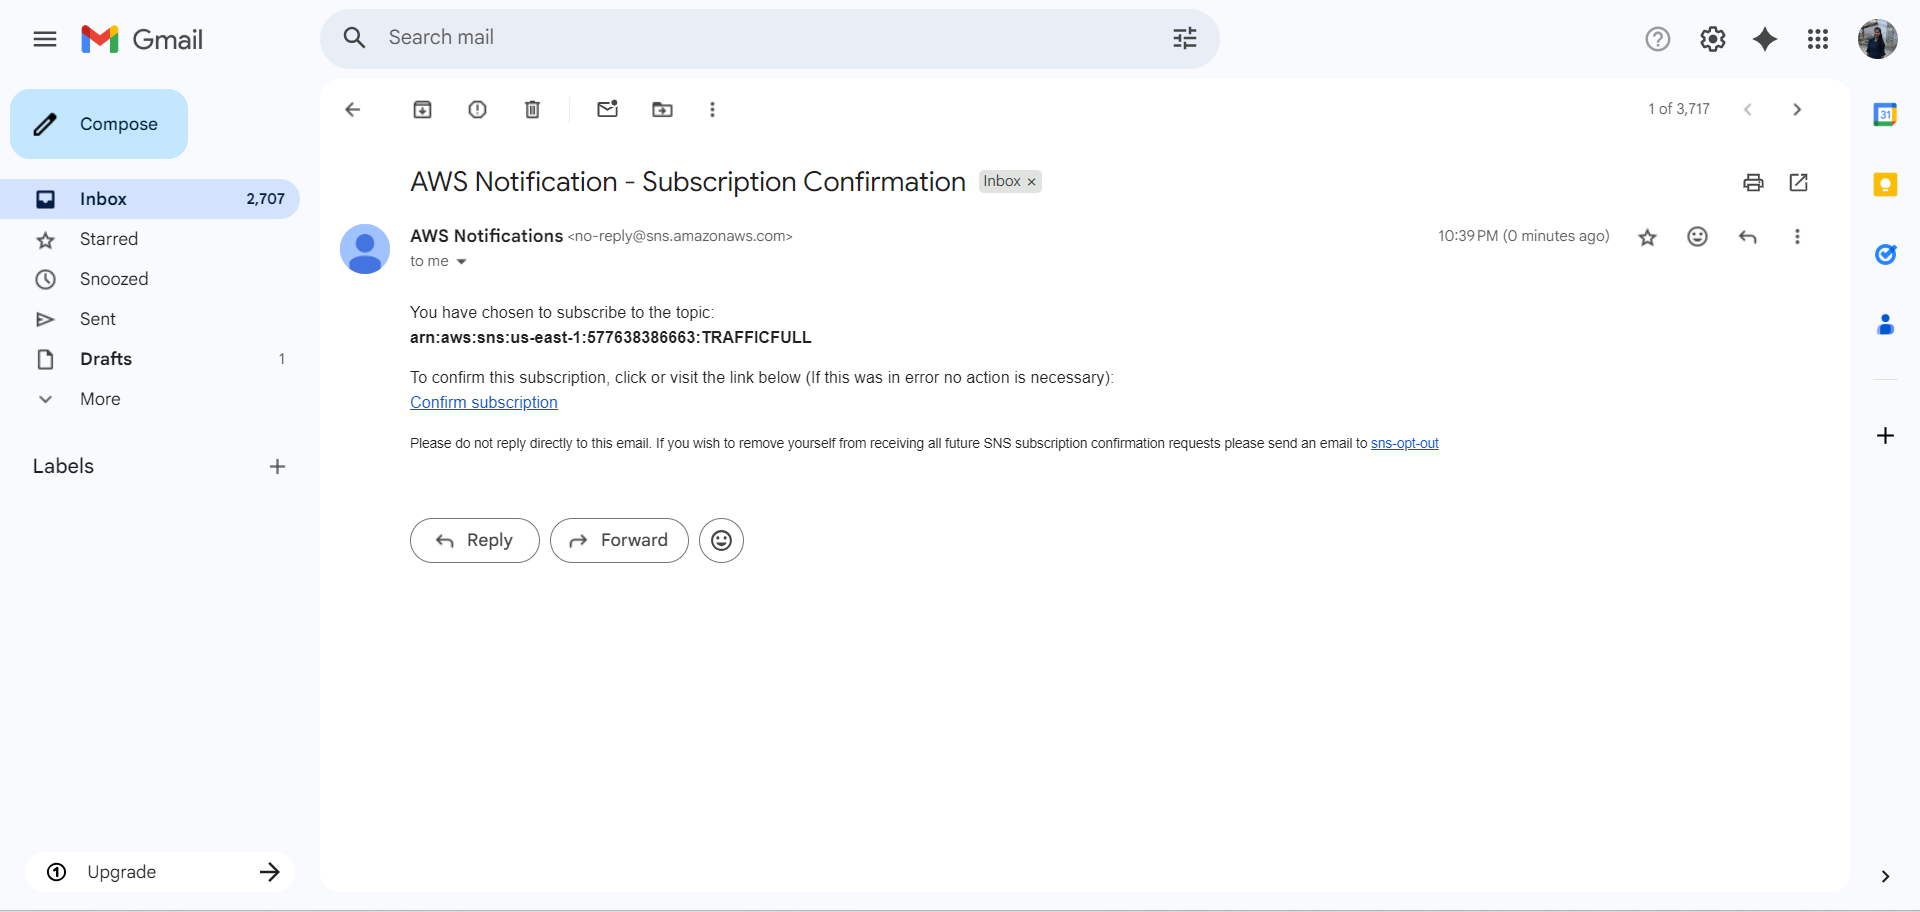 Gmail
Search mail
Compose
1 of 3,717
31
Inbox 2,707
Starred
Snoozed
Sent
Drafts 1
More
Labels
Upgrade
AWS Notification - Subscription Confirmation Inbox ×
AWS Notifications <no-reply@sns.amazonaws.com> 10:39 PM (0 minutes ago)
to me
You have chosen to subscribe to the topic:
arn:aws:sns:us-east-1:577638386663:TRAFFICFULL
To confirm this subscription, click or visit the link below (If this was in error no action is necessary):
Confirm subscription
Please do not reply directly to this email. If you wish to remove yourself from receiving all future SNS subscription confirmation requests please send an email to sns-opt-out
Reply Forward